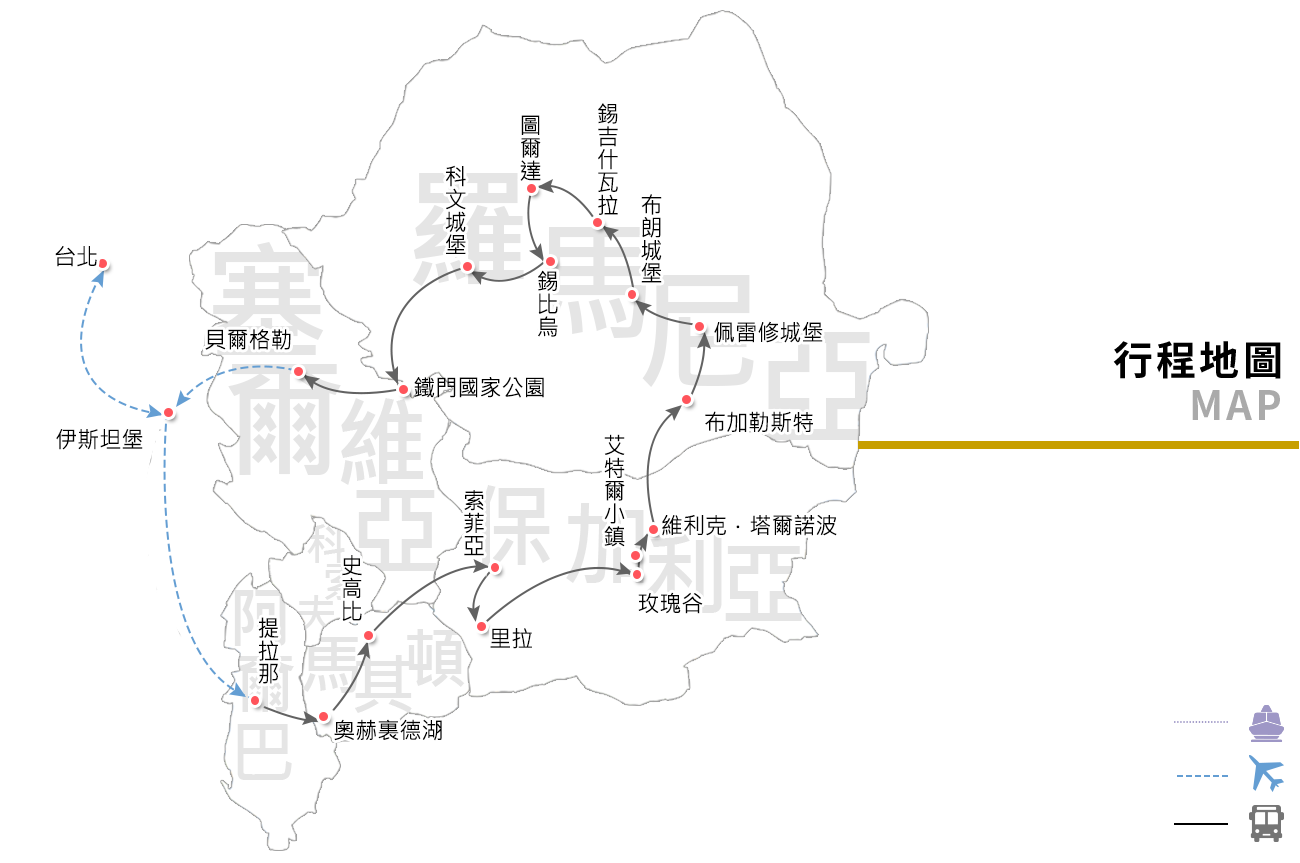 圖爾達
錫吉什瓦拉
科文城堡
布朗城堡
羅馬尼亞
台北
塞爾維亞
錫比烏
貝爾格勒
佩雷修城堡
行程地圖
MAP
鐵門國家公園
伊斯坦堡
布加勒斯特
艾特爾小鎮
索菲亞
保加利亞
維利克．塔爾諾波
科索夫
史高比
玫瑰谷
阿爾巴
提拉那
里拉
馬其頓
奧赫裏德湖